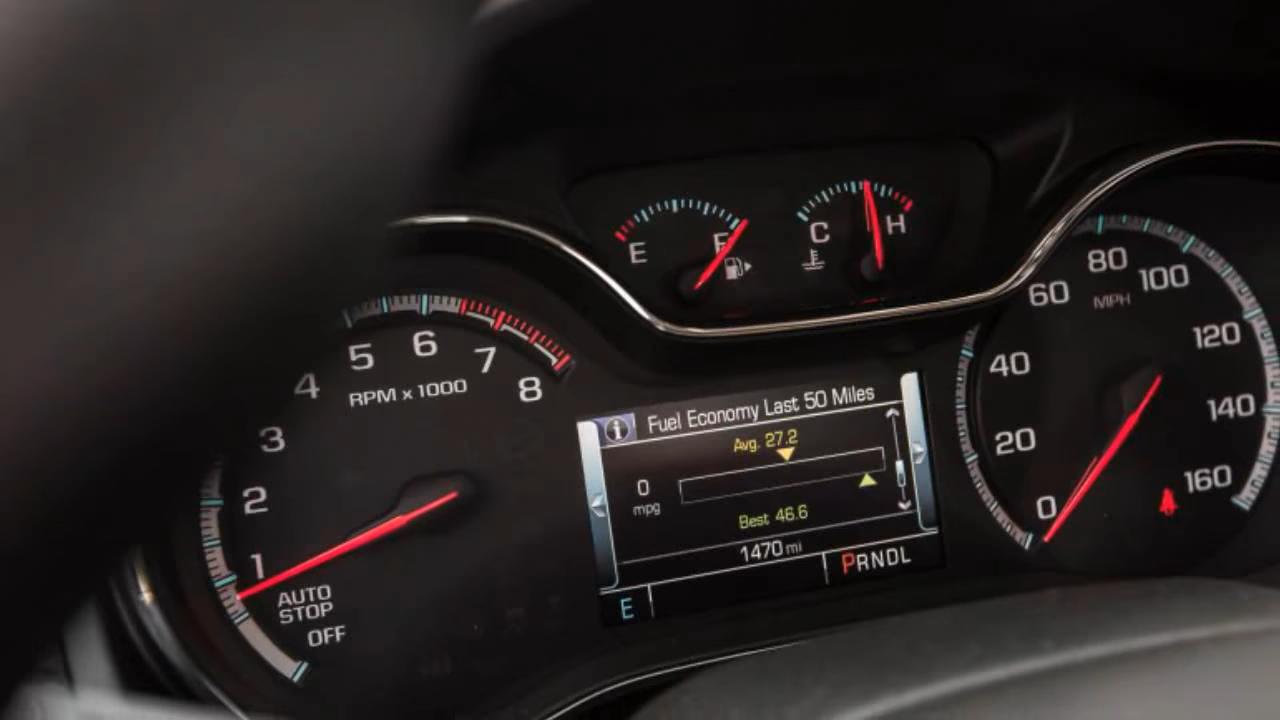 E
F
C
H
4
5
6
7
8
RPM x 1000
3
2
1
AUTO
STOP
OFF
i
Fuel Economy Last 50 Miles
Avg. 27.2
0
mpg
Best 46.6
1470 mi
E
PRNDL
0
20
40
60
80
100
120
140
160
MPH